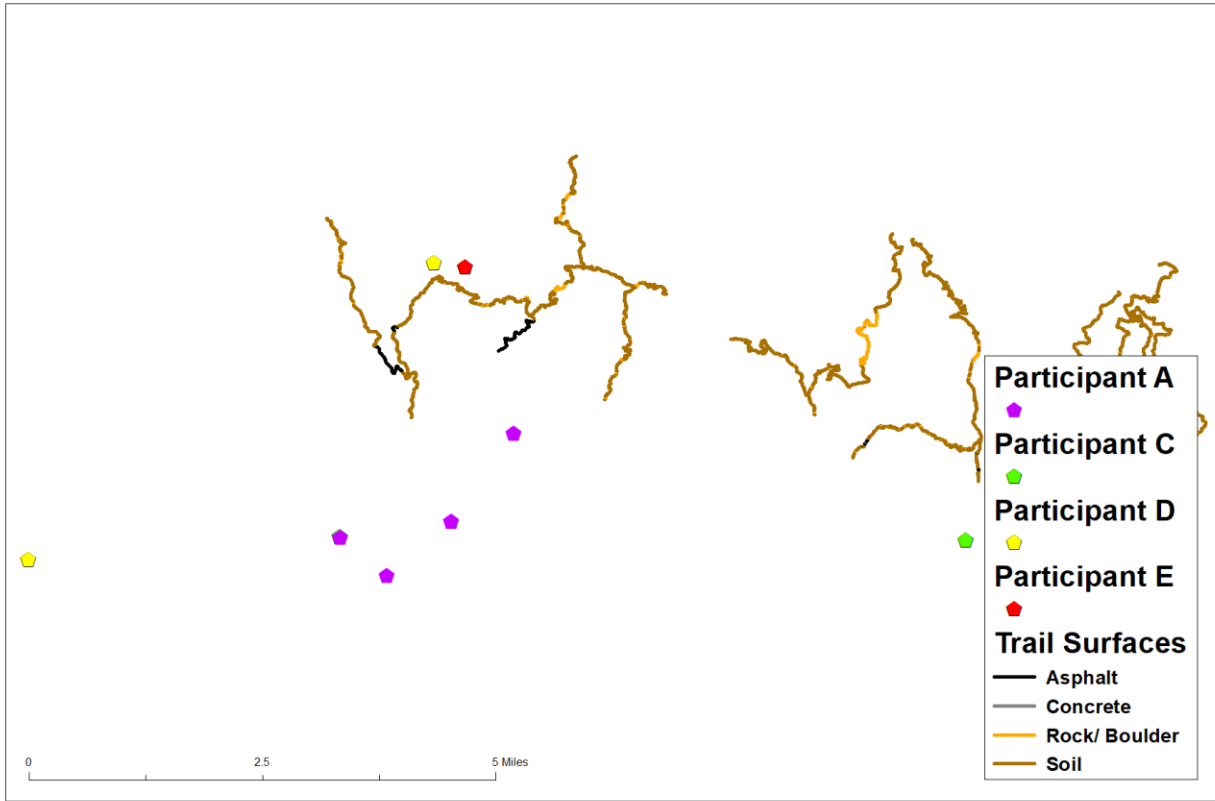 Participant A
Participant C
Participant D
Participant E
Trail Surfaces
Asphalt
Concrete
Rock/ Boulder
Soil
0 2.5 5 Miles